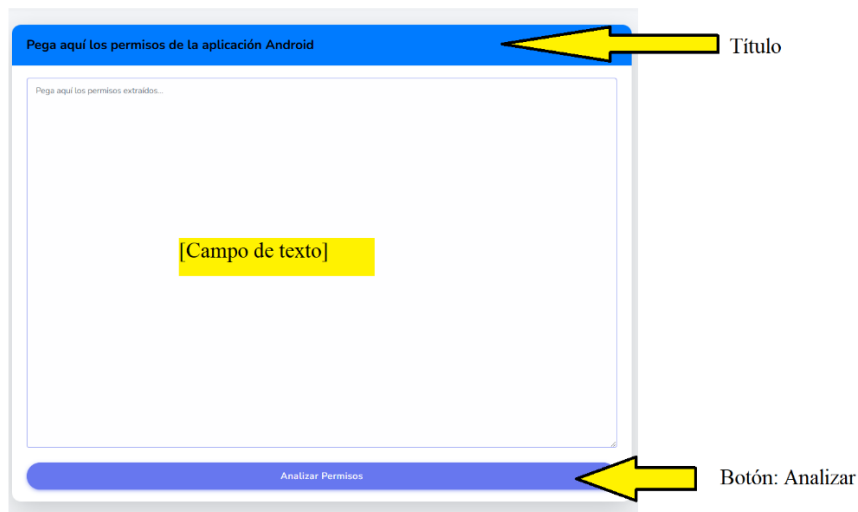 Pega aquí los permisos de la aplicación Android
Título
Pega aquí los permisos extraídos...
[Campo de texto]
Analizar Permisos
Botón: Analizar